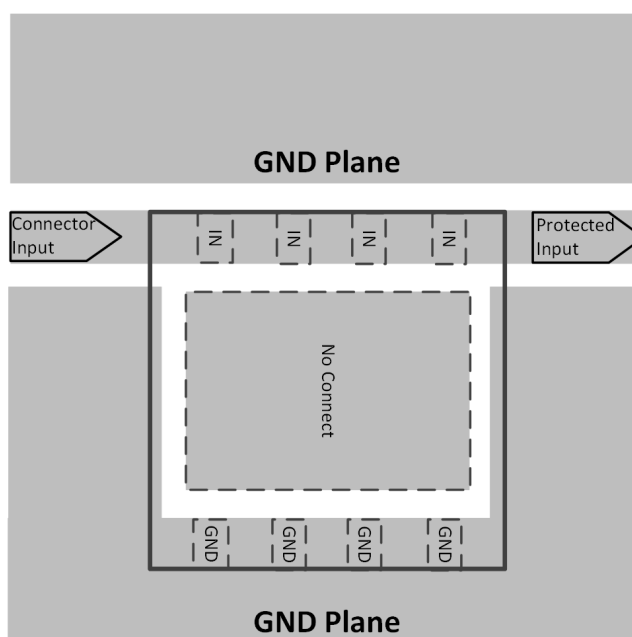 GND Plane
Connector
Input
IN
IN
IN
IN
Protected
Input
No Connect
GND
GND
GND
GND
GND Plane